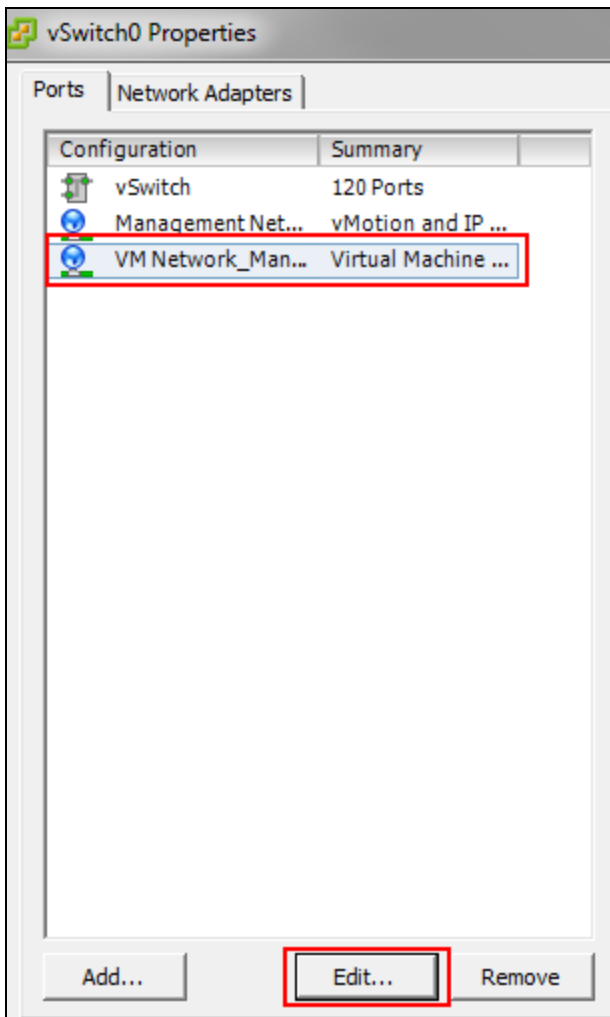 vSwitch0 Properties
Ports Network Adapters
Configuration Summary
vSwitch 120 Ports
Management Net... vMotion and IP ...
VM Network_Man... Virtual Machine ...
Add... Edit... Remove